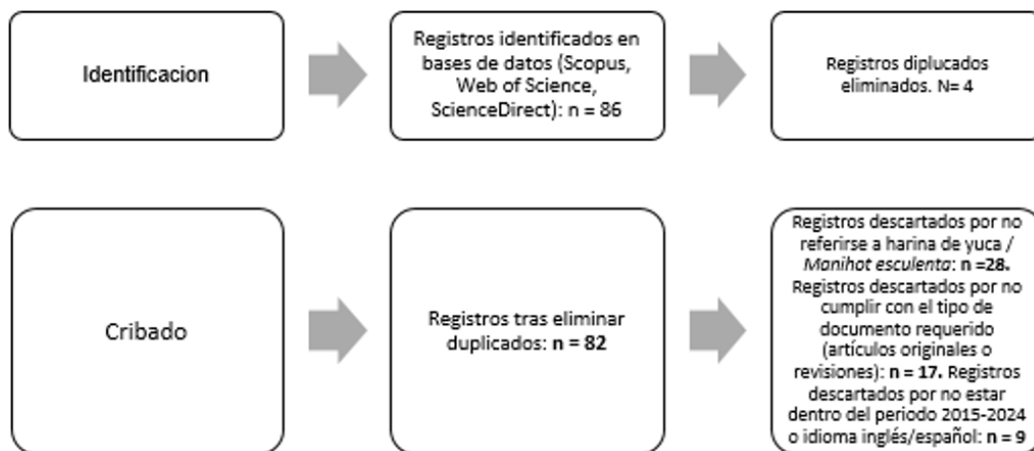 Identificacion
Registros identificados en
bases de datos (Scopus,
Web of Science,
ScienceDirect): n = 86
Registros diplucados
eliminados. N= 4
Cribado
Registros tras eliminar
duplicados: n = 82
Registros descartados por no
referirse a harina de yuca /
Manihot esculenta: n =28.
Registros descartados por no
cumplir con el tipo de
documento requerido
(artículos originales o
revisiones): n = 17. Registros
descartados por no estar
dentro del periodo 2015-2024
o idioma inglés/español: n = 9